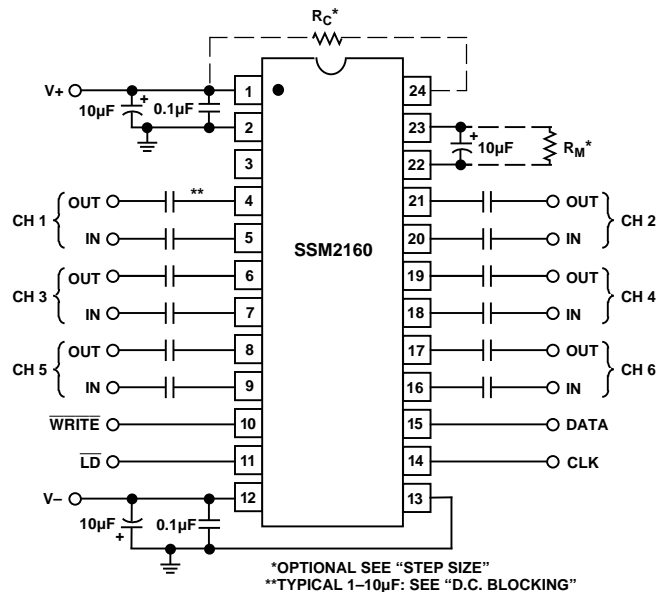 RC*
V+ 1 24
10µF + 0.1µF
2 23 + 10µF RM*
3 22
CH 1 OUT ** 4 21 OUT CH 2
IN 5 20 IN
SSM2160
CH 3 OUT 6 19 OUT CH 4
IN 7 18 IN
CH 5 OUT 8 17 OUT CH 6
IN 9 16 IN
WRITE 10 15 DATA
LD 11 14 CLK
V– 12 13
10µF + 0.1µF
*OPTIONAL SEE “STEP SIZE”
**TYPICAL 1–10µF: SEE “D.C. BLOCKING”